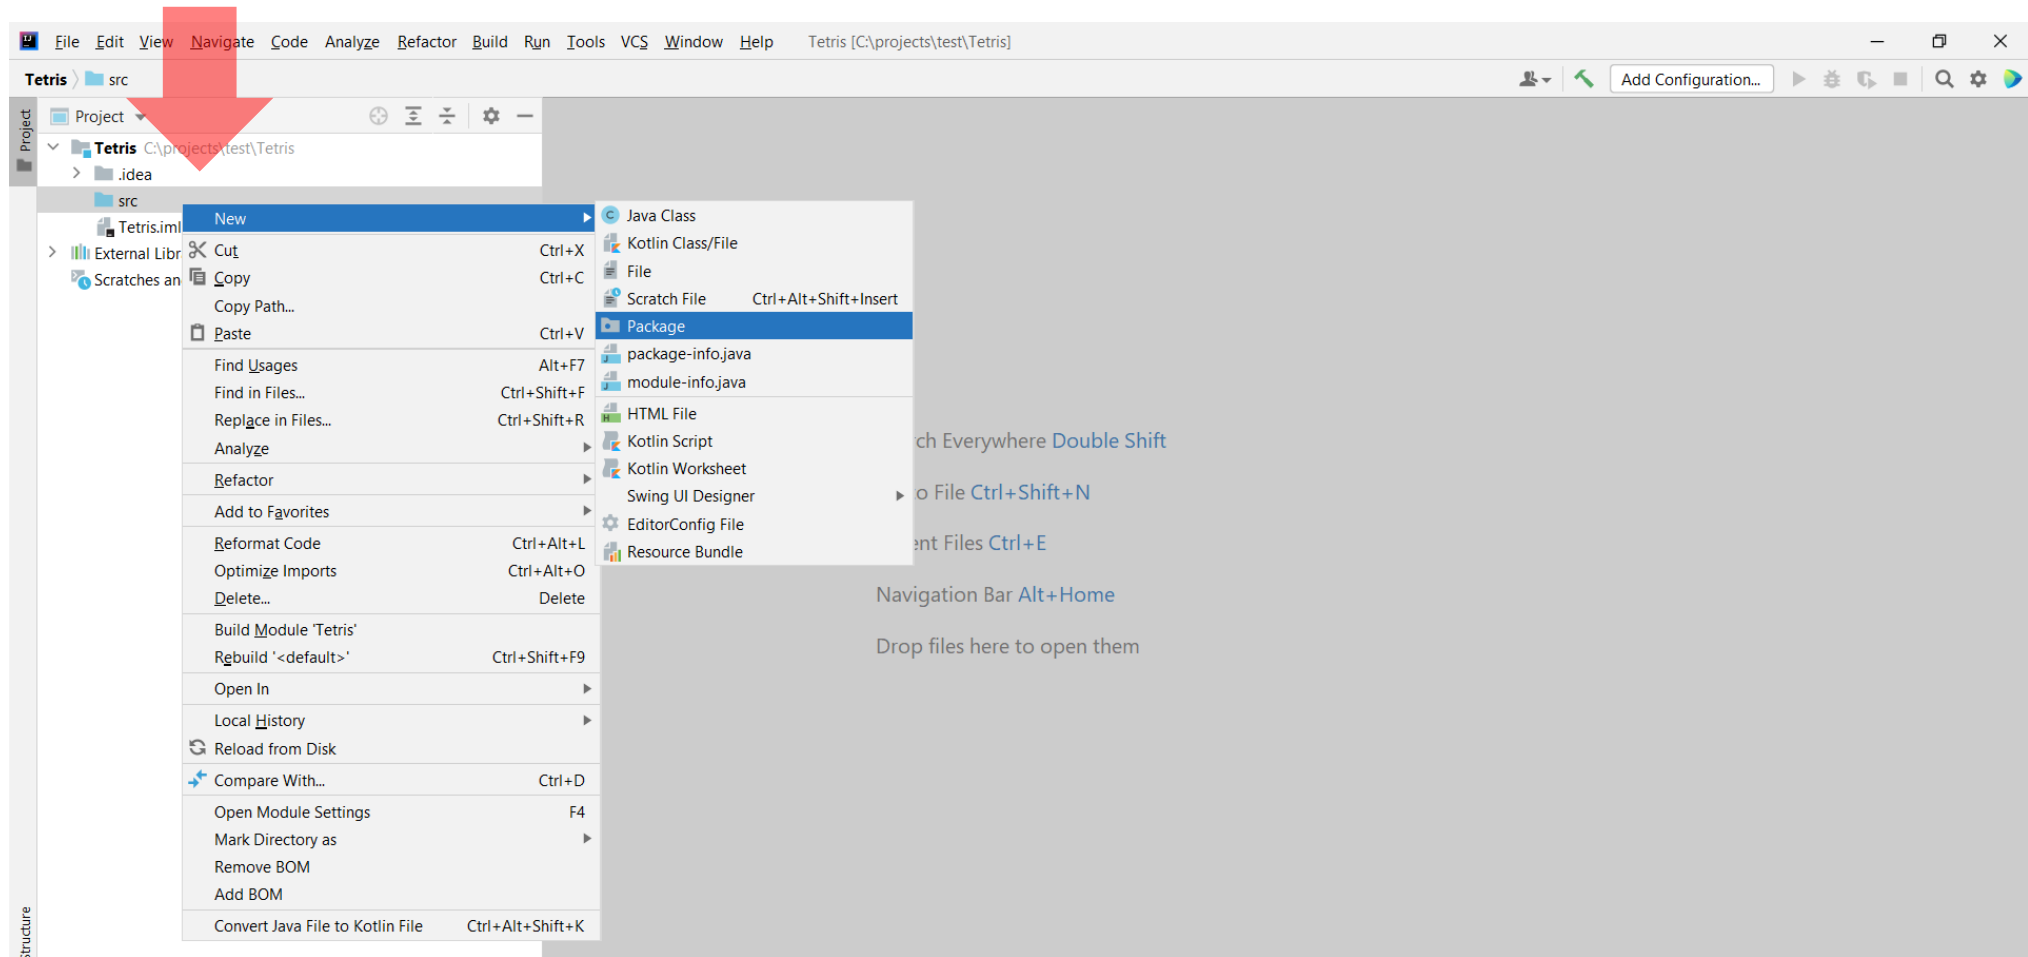 File Edit View Navigate Code Analyze Refactor Build Run Tools VCS Window Help Tetris [C:\projects\test\Tetris]
Tetris src Add Configuration...
Project
Project
Tetris C:\projects\test\Tetris
.idea
src
Tetris.iml
External Libr
Scratches an
New
Cut Ctrl+X
Copy Ctrl+C
Copy Path...
Paste Ctrl+V
Find Usages Alt+F7
Find in Files... Ctrl+Shift+F
Replace in Files... Ctrl+Shift+R
Analyze
Refactor
Add to Favorites
Reformat Code Ctrl+Alt+L
Optimize Imports Ctrl+Alt+O
Delete... Delete
Build Module 'Tetris'
Rebuild '<default>' Ctrl+Shift+F9
Open In
Local History
Reload from Disk
Compare With... Ctrl+D
Open Module Settings F4
Mark Directory as
Remove BOM
Add BOM
Convert Java File to Kotlin File Ctrl+Alt+Shift+K
Java Class
Kotlin Class/File
File
Scratch File Ctrl+Alt+Shift+Insert
Package
package-info.java
module-info.java
HTML File
Kotlin Script
Kotlin Worksheet
Swing UI Designer
EditorConfig File
Resource Bundle
ch Everywhere Double Shift
o File Ctrl+Shift+N
ent Files Ctrl+E
Navigation Bar Alt+Home
Drop files here to open them
Structure